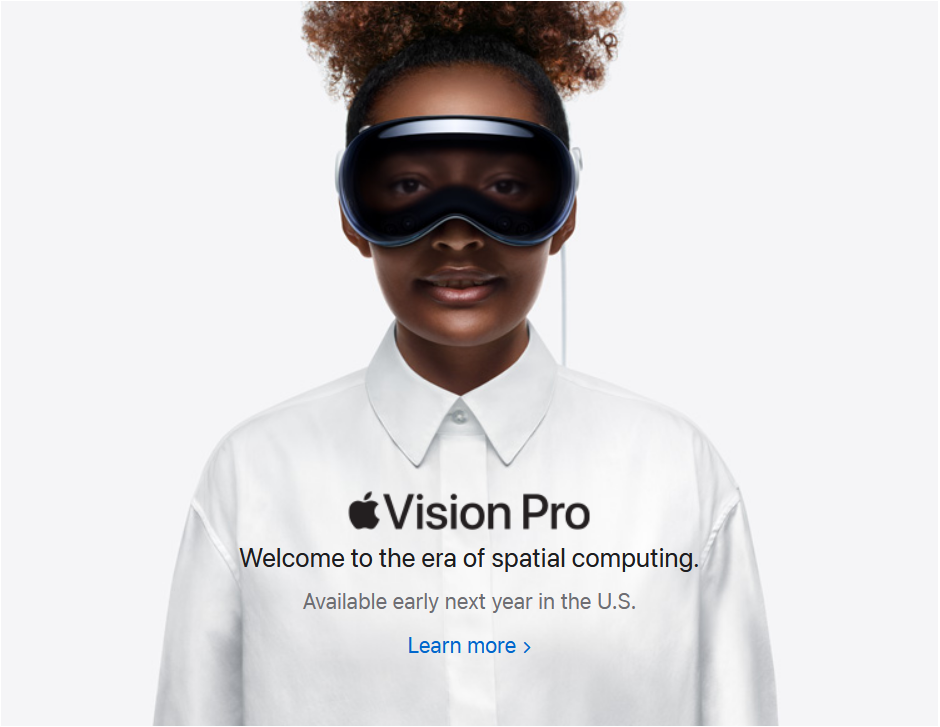 Vision Pro
Welcome to the era of spatial computing.
Available early next year in the U.S.
Learn more >